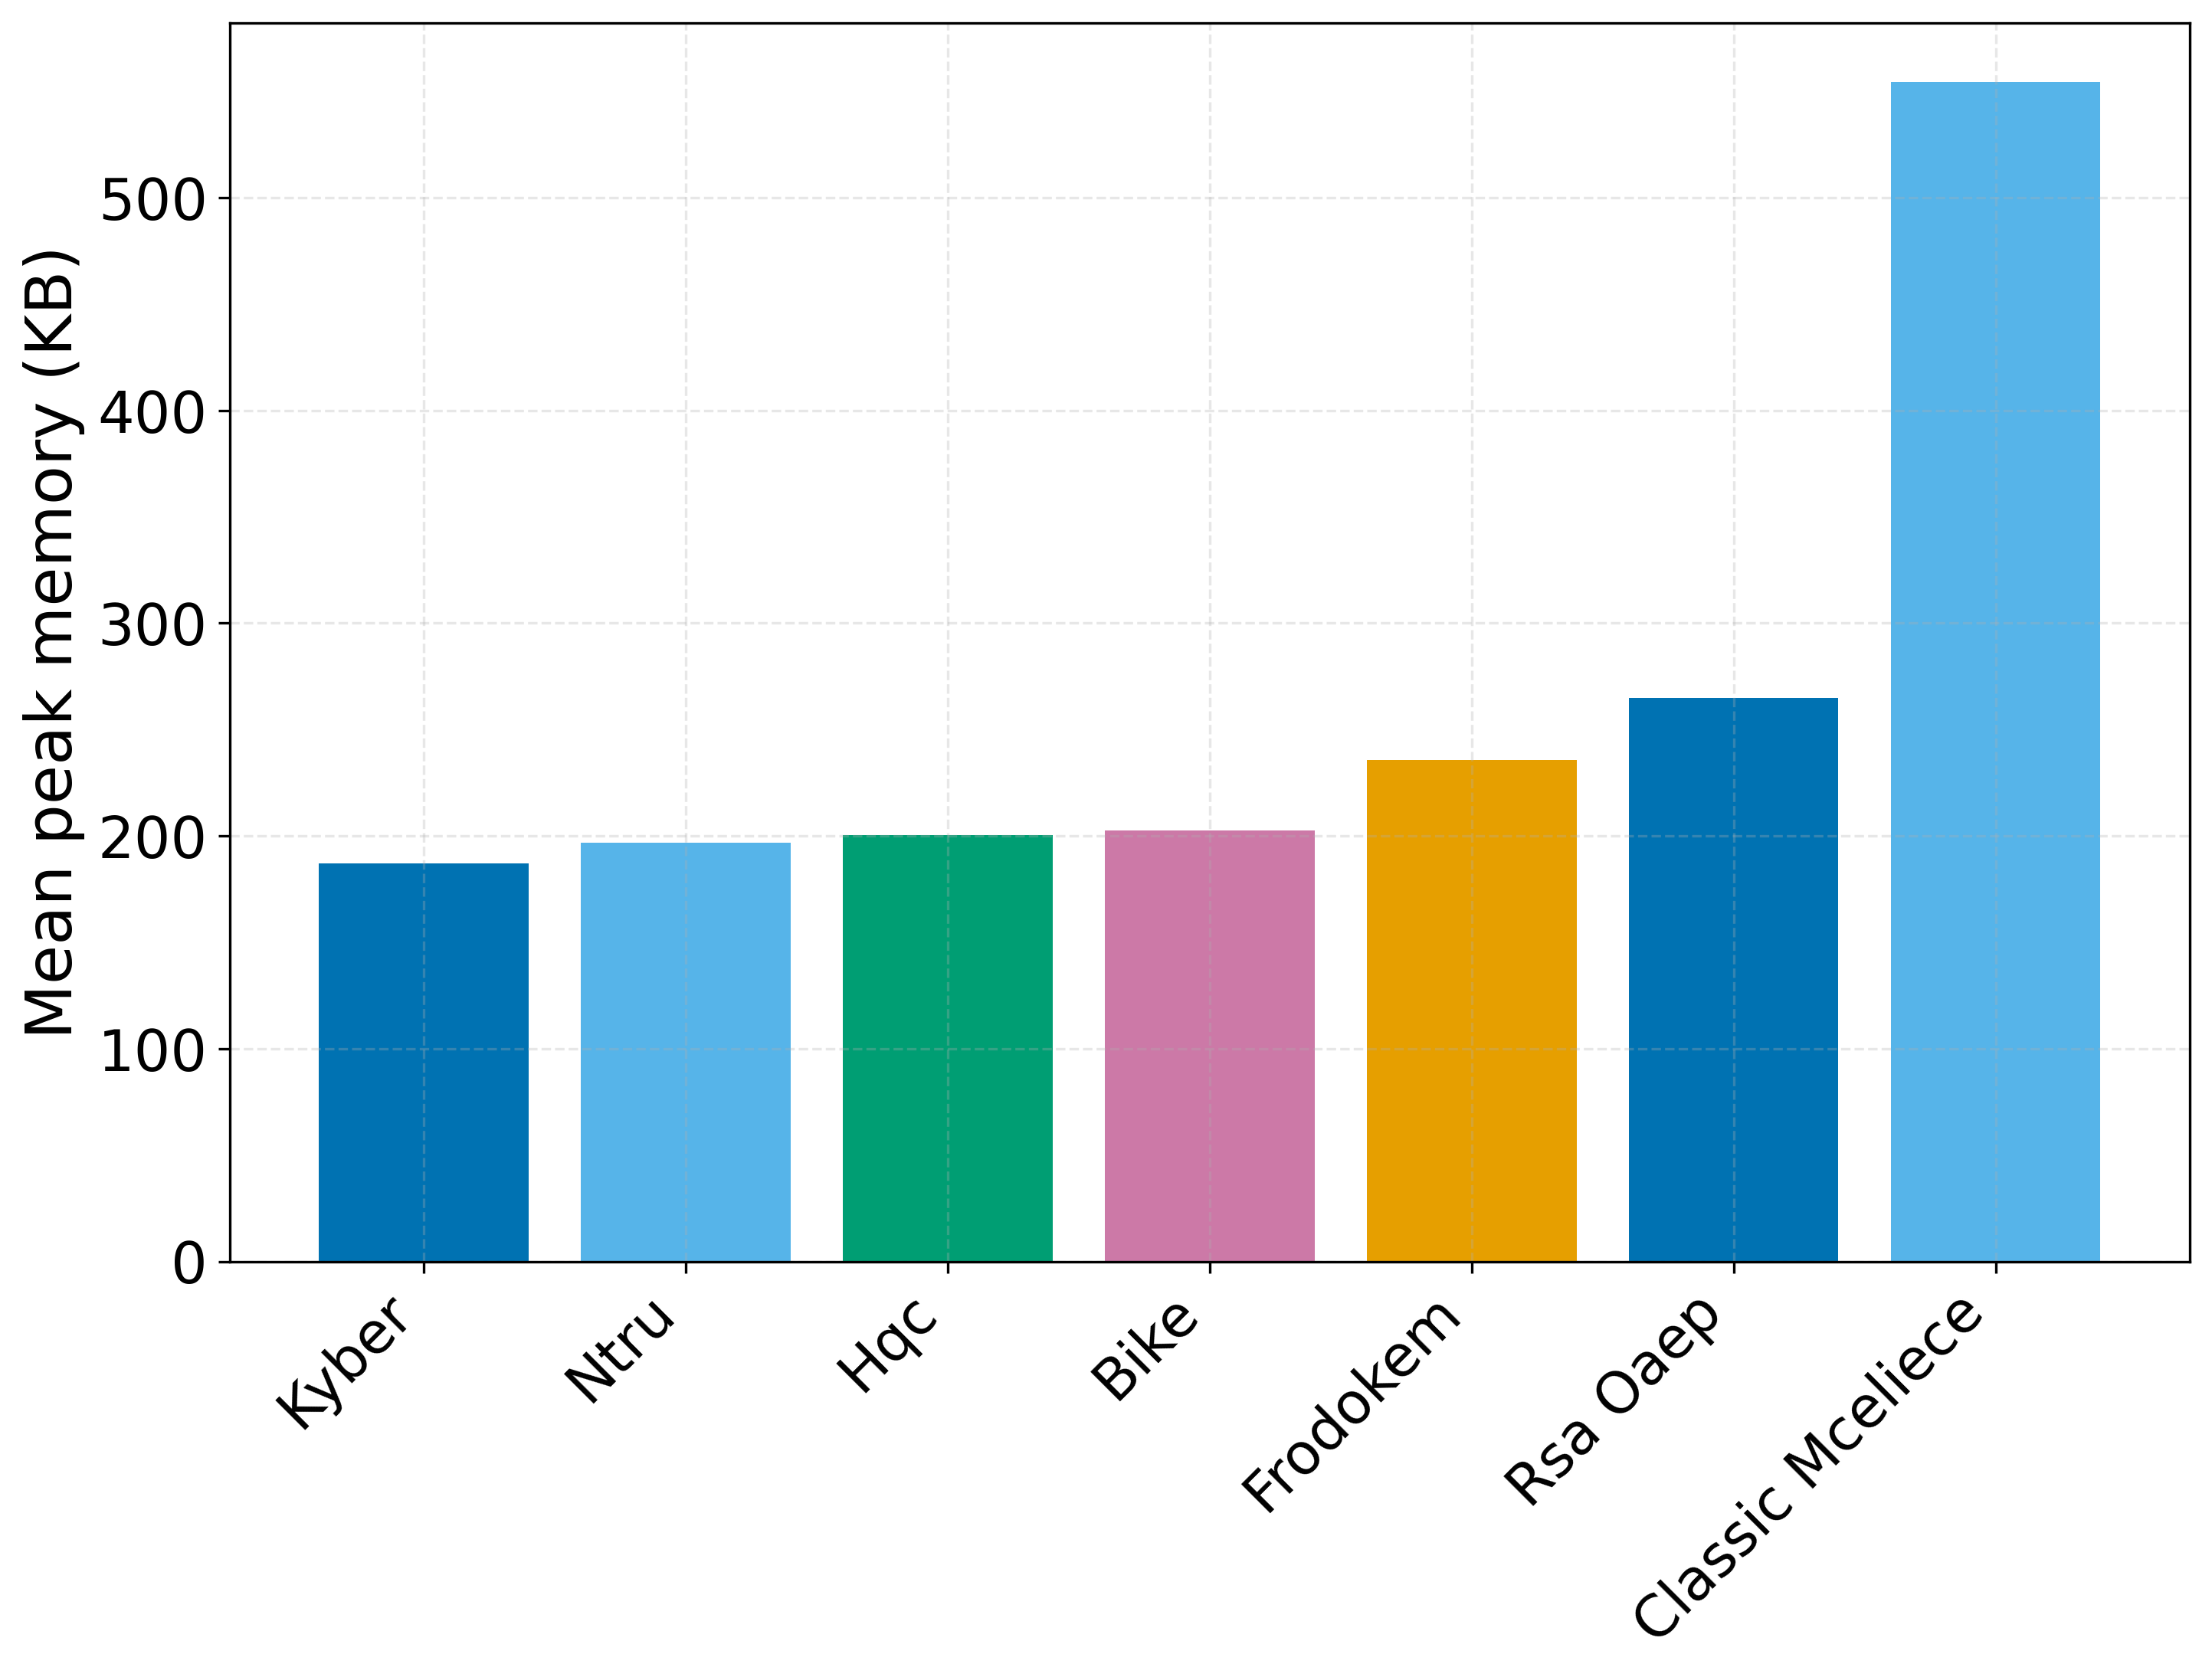 Mean peak memory (KB)
500
400
300
200
100
0
Kyber
Ntru
Hqc
Bike
Frodokem
Rsa Oaep
Classic Mceliece